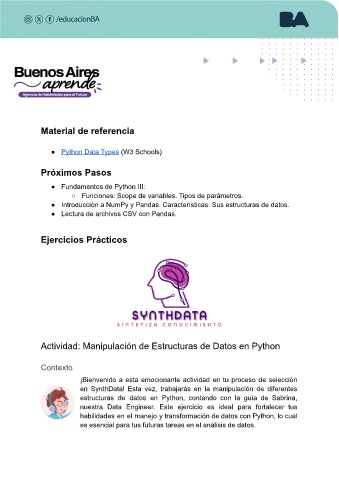 /educacionBA
BA
Buenos Aires
aprende
Agencia de Habilidades para el Futuro
Material de referencia
● Python Data Types (W3 Schools)
Próximos Pasos
● Fundamentos de Python III:
○ Funciones: Scope de variables. Tipos de parámetros.
● Introducción a NumPy y Pandas. Características. Sus estructuras de datos.
● Lectura de archivos CSV con Pandas.
Ejercicios Prácticos
SYNTHDATA
SINTETIZA CONOCIMIENTO
Actividad: Manipulación de Estructuras de Datos en Python
Contexto
¡Bienvenido a esta emocionante actividad en tu proceso de selección
en SynthData! Esta vez, trabajarás en la manipulación de diferentes
estructuras de datos en Python, contando con la guía de Sabrina,
nuestra Data Engineer. Este ejercicio es ideal para fortalecer tus
habilidades en el manejo y transformación de datos con Python, lo cual
es esencial para tus futuras tareas en el análisis de datos.